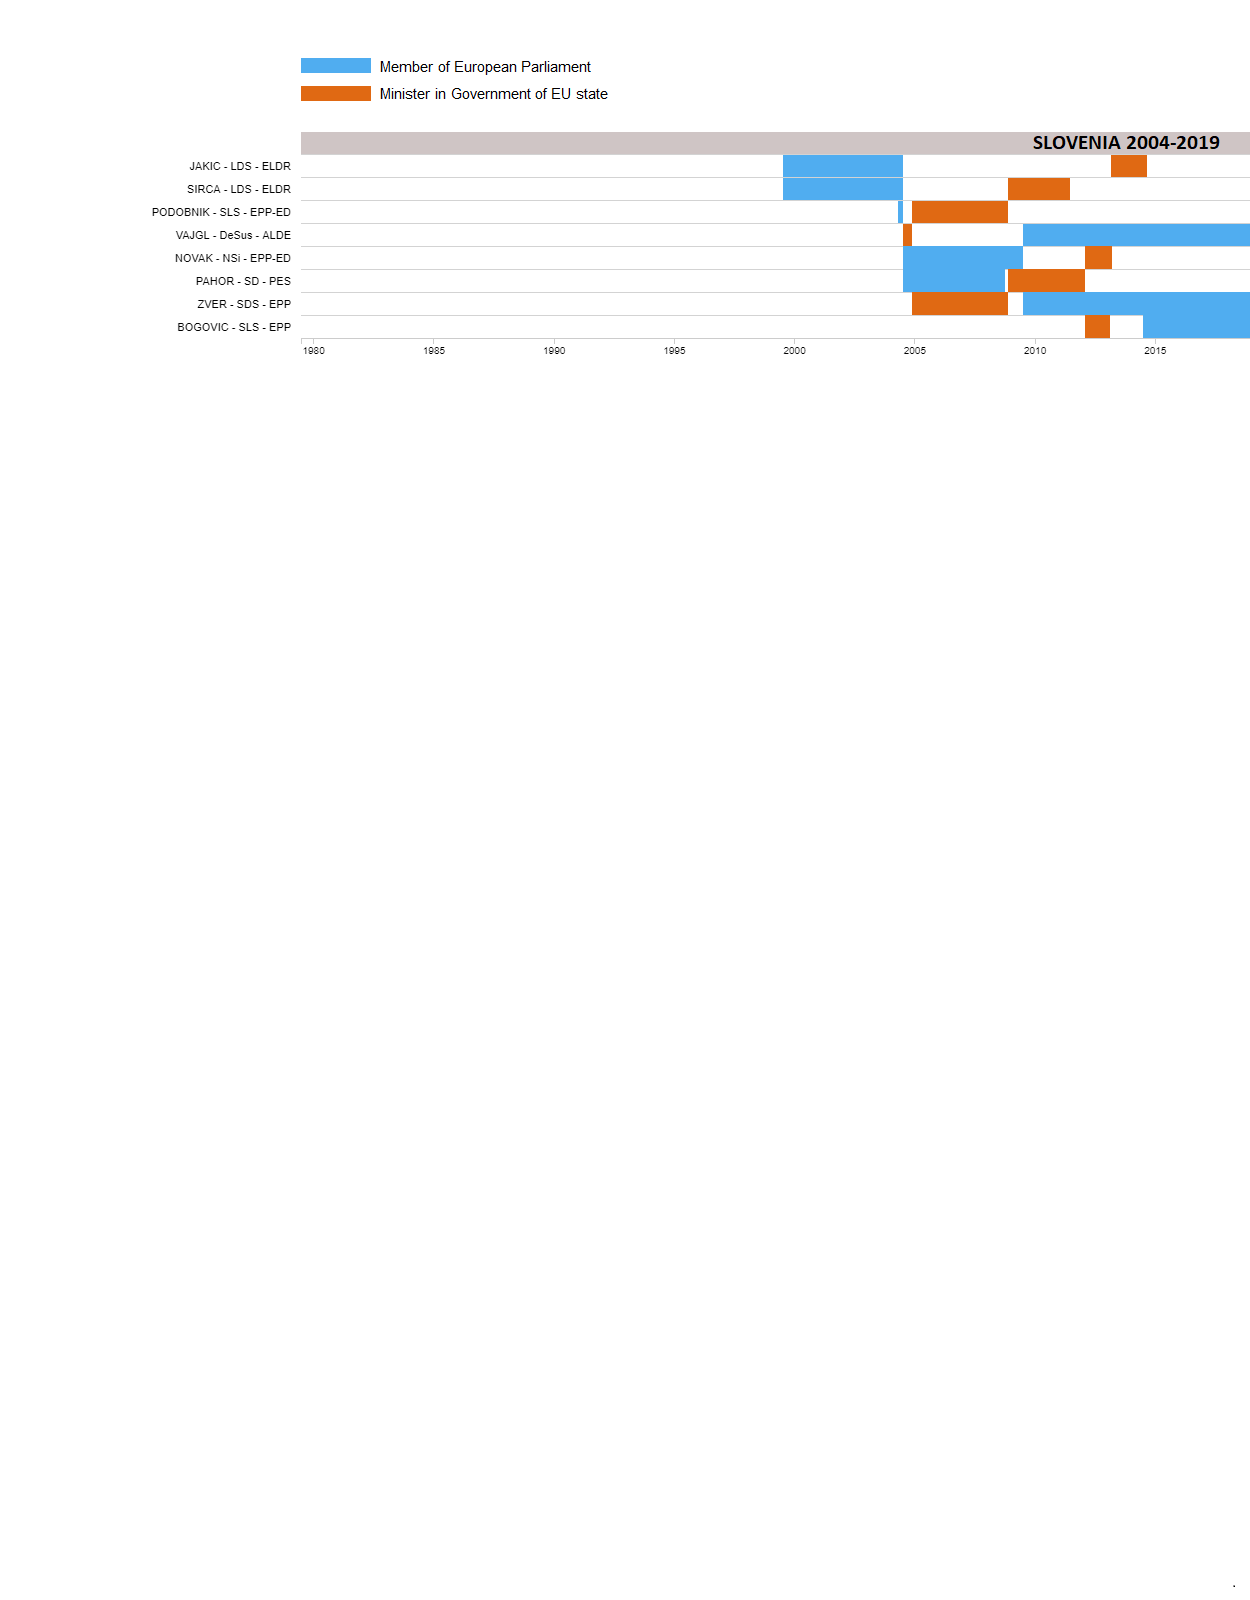 Member of European Parliament
Minister in Government of EU state
SLOVENIA 2004-2019
JAKIC - LDS - ELDR
SIRCA - LDS - ELDR
PODOBNIK - SLS - EPP-ED
VAJGL - DeSus - ALDE
NOVAK - NSi - EPP-ED
PAHOR - SD - PES
ZVER - SDS - EPP
BOGOVIC - SLS - EPP
1980 1985 1990 1995 2000 2005 2010 2015
.